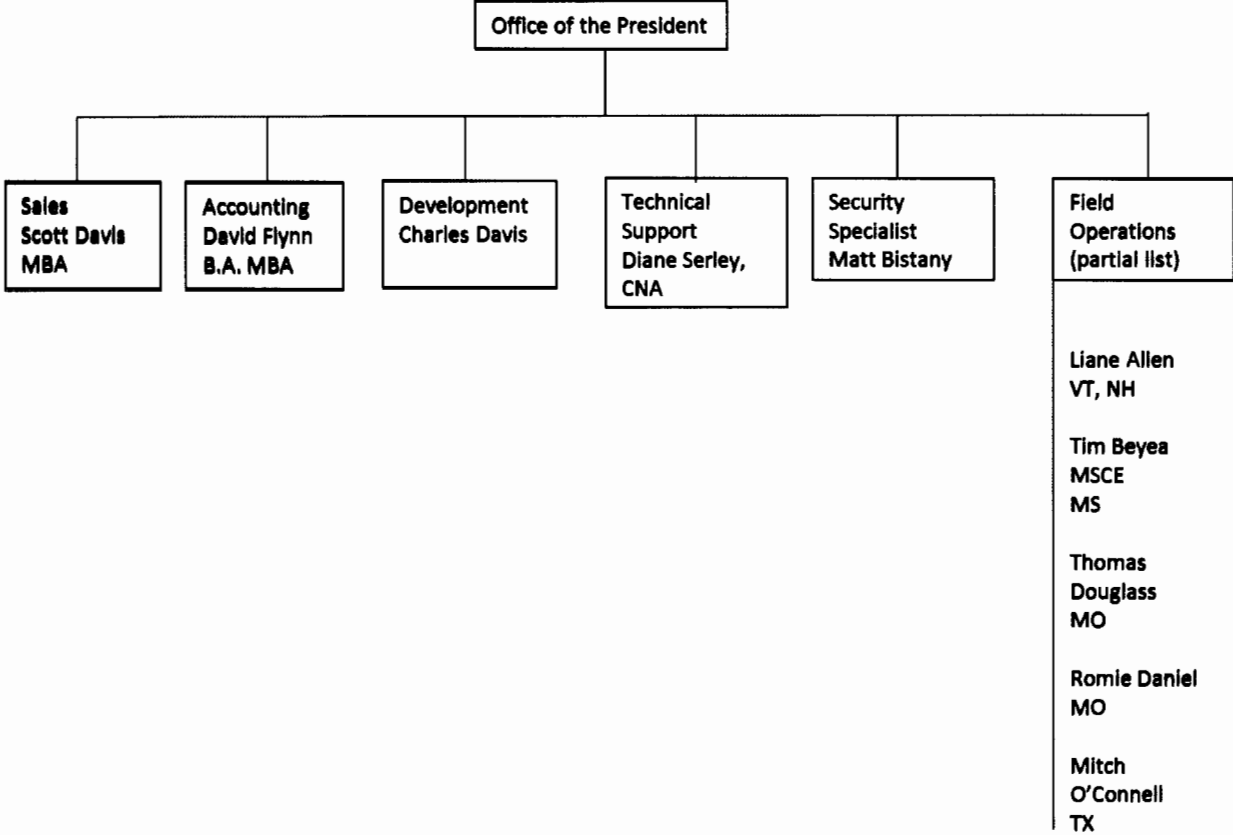 Office of the President
Sales
Scott Davis
MBA
Accounting
David Flynn
B.A. MBA
Development
Charles Davis
Technical
Support
Diane Serley,
CNA
Security
Specialist
Matt Bistany
Field
Operations
(partial list)
Liane Allen
VT, NH
Tim Beyea
MSCE
MS
Thomas
Douglass
MO
Romie Daniel
MO
Mitch
O'Connell
TX